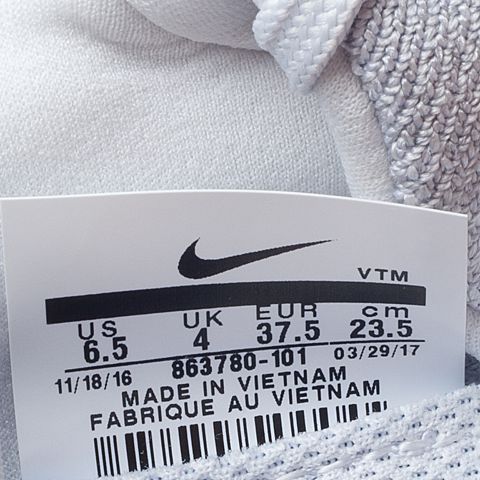 VTM
US UK EUR cm
6.5 4 37.5 23.5
11/18/16 863780-101 03/29/17
MADE IN VIETNAM
FABRIQUE AU VIETNAM